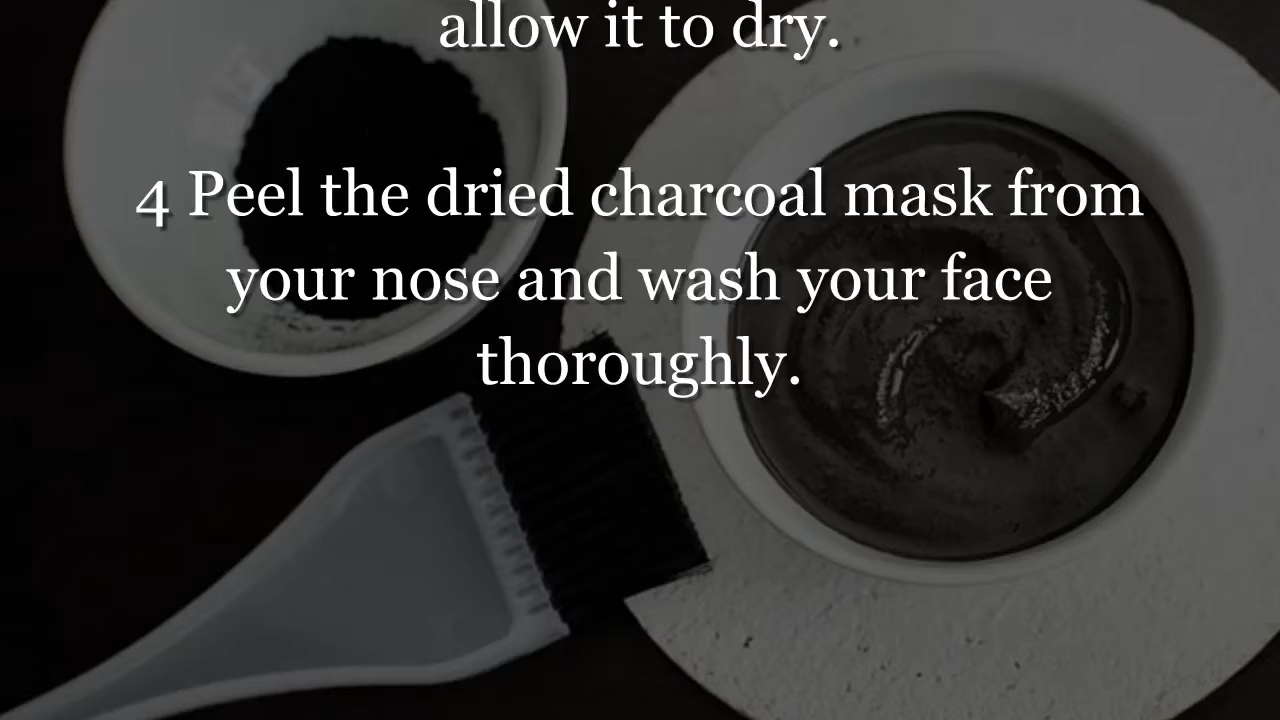 allow it to dry.
4 Peel the dried charcoal mask from
your nose and wash your face
thoroughly.